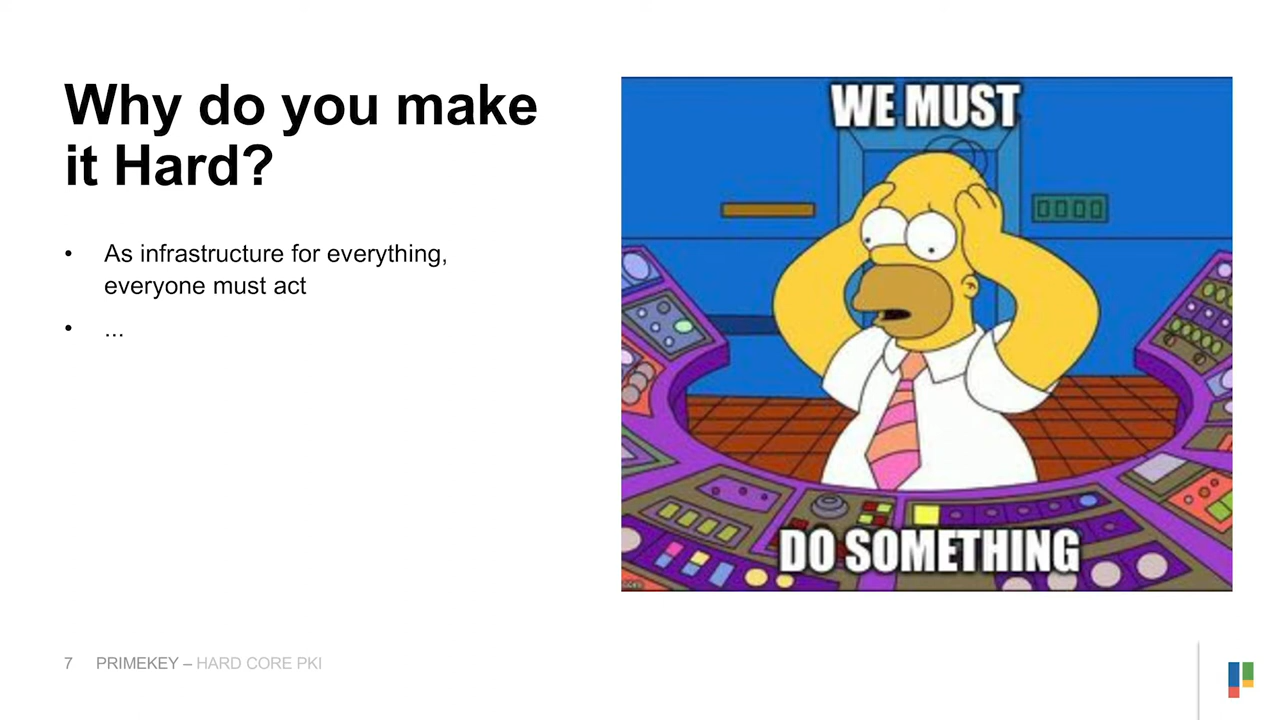 Why do you make
it Hard?
• As infrastructure for everything,
everyone must act
• ...
WE MUST
DO SOMETHING
7 PRIMEKEY – HARD CORE PKI